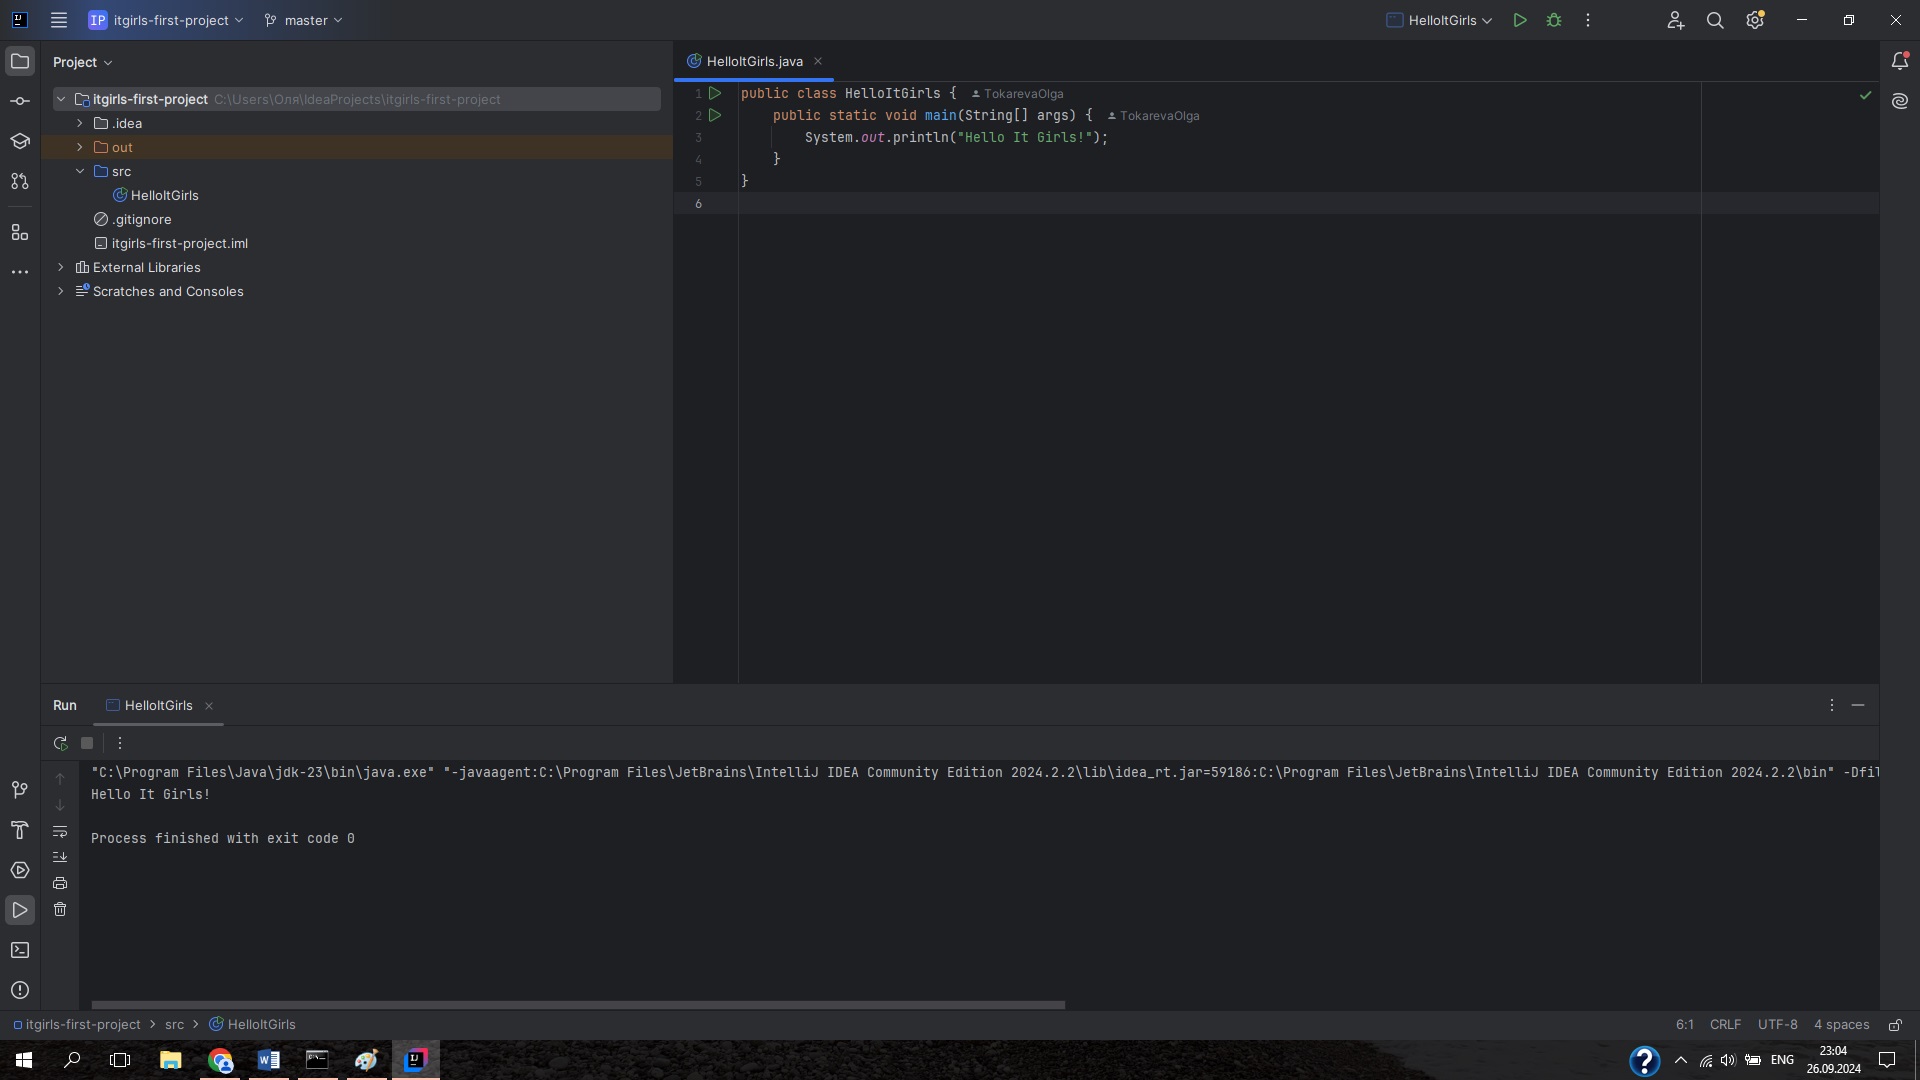 IP itgirls-first-project master HelloItGirls
Project
itgirls-first-project C:\Users\Оля\IdeaProjects\itgirls-first-project
.idea
out
src
HelloItGirls
.gitignore
itgirls-first-project.iml
External Libraries
Scratches and Consoles
HelloItGirls.java
1 public class HelloItGirls { TokarevaOlga
2 public static void main(String[] args) { TokarevaOlga
3 System.out.println("Hello It Girls!");
4 }
5 }
6
Run HelloItGirls
"C:\Program Files\Java\jdk-23\bin\java.exe" "-javaagent:C:\Program Files\JetBrains\IntelliJ IDEA Community Edition 2024.2.2\lib\idea_rt.jar=59186:C:\Program Files\JetBrains\IntelliJ IDEA Community Edition 2024.2.2\bin" -Dfil
Hello It Girls!
Process finished with exit code 0
itgirls-first-project src HelloItGirls 6:1 CRLF UTF-8 4 spaces
ENG
23:04
26.09.2024